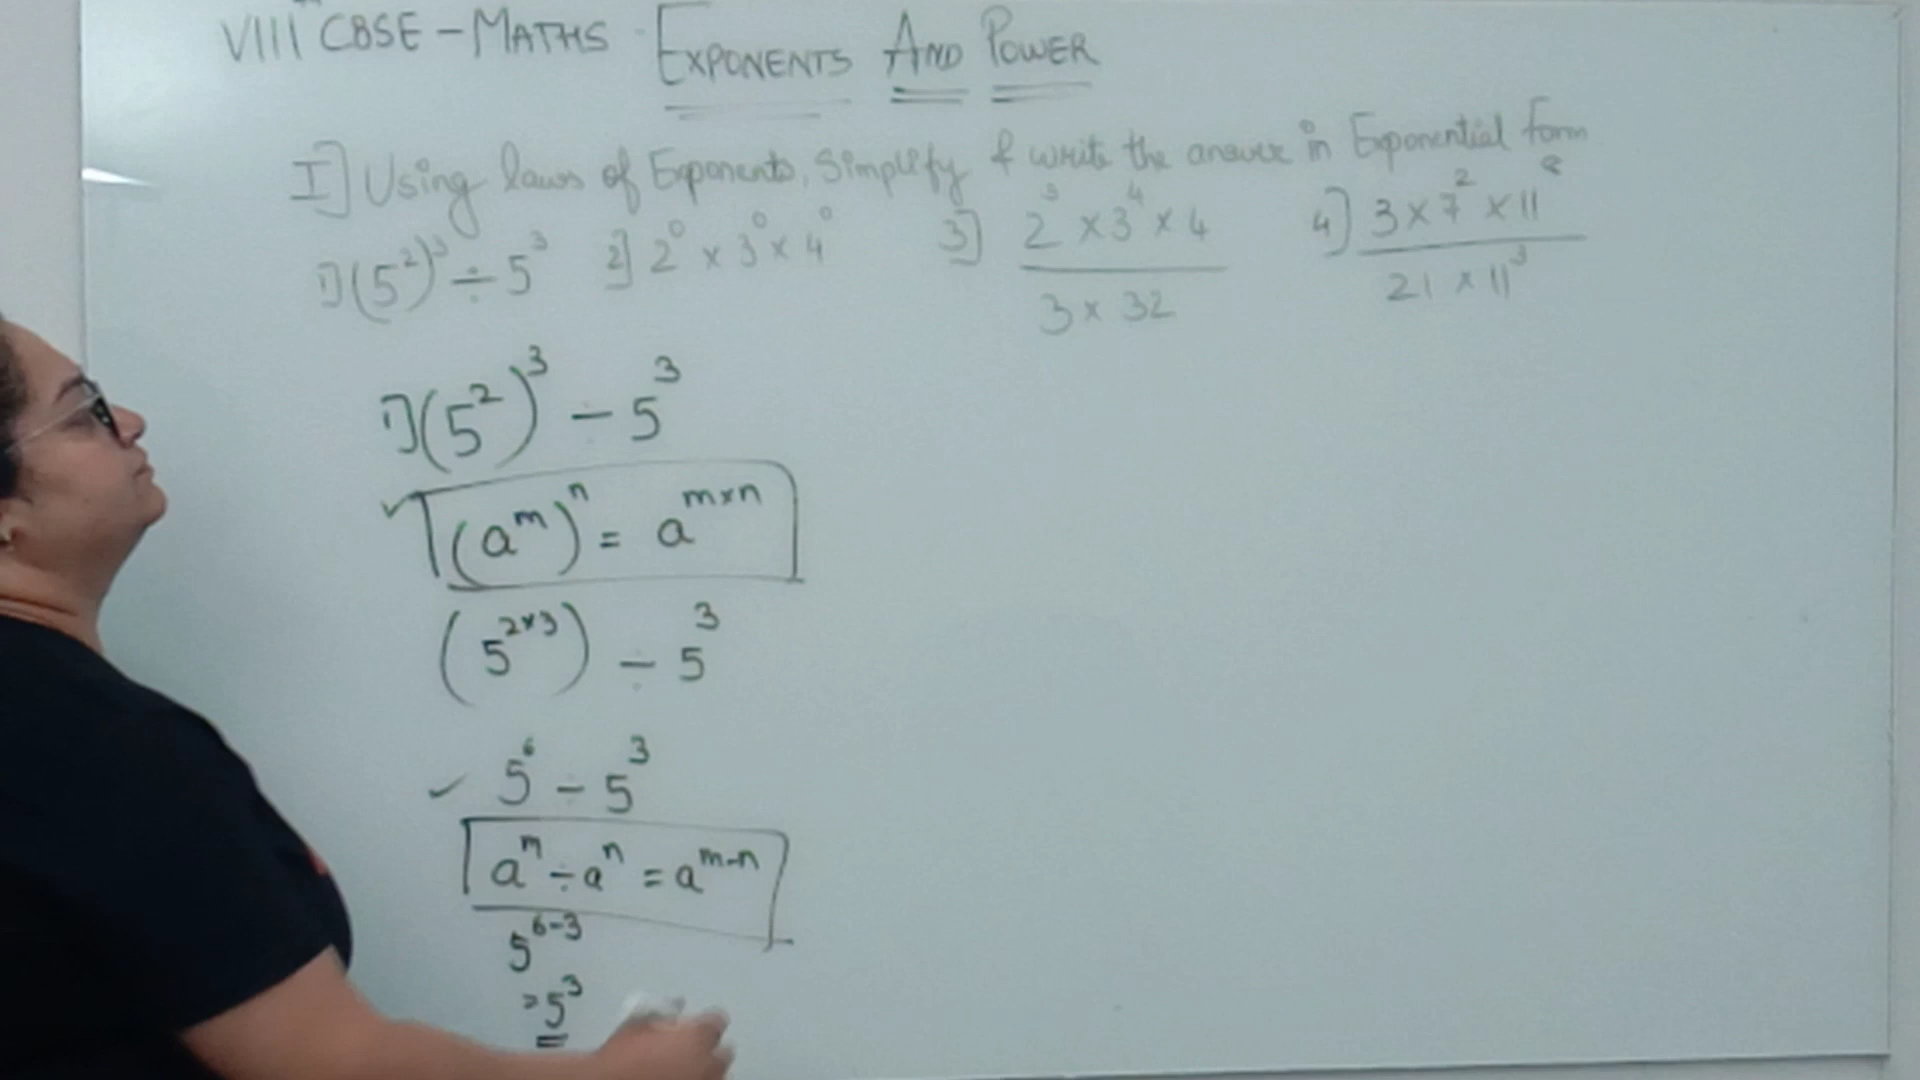 VIII CBSE - MATHS EXPONENTS AND POWER
I] Using laws of Exponents, Simplify & write the answer in Exponential form
1] (5²)³ ÷ 5³ 2] 2⁰ × 3⁰ × 4⁰ 3] 2³ × 3⁴ × 4 / 3 × 32 4] 3 × 7² × 11⁸ / 21 × 11³
1] (5²)³ ÷ 5³
✓ (aᵐ)ⁿ = aᵐˣⁿ
(5²ˣ³) ÷ 5³
✓ 5⁶ ÷ 5³
aᵐ ÷ aⁿ = aᵐ⁻ⁿ
5⁶⁻³
= 5³